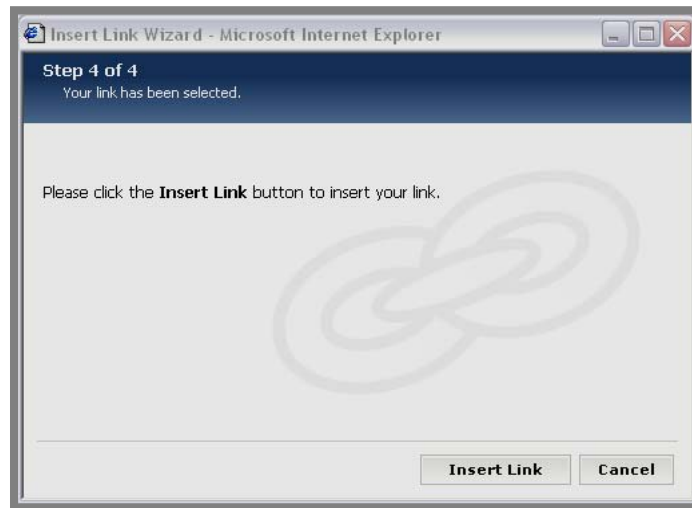 Insert Link Wizard - Microsoft Internet Explorer
Step 4 of 4
Your link has been selected.
Please click the Insert Link button to insert your link.
Insert Link Cancel